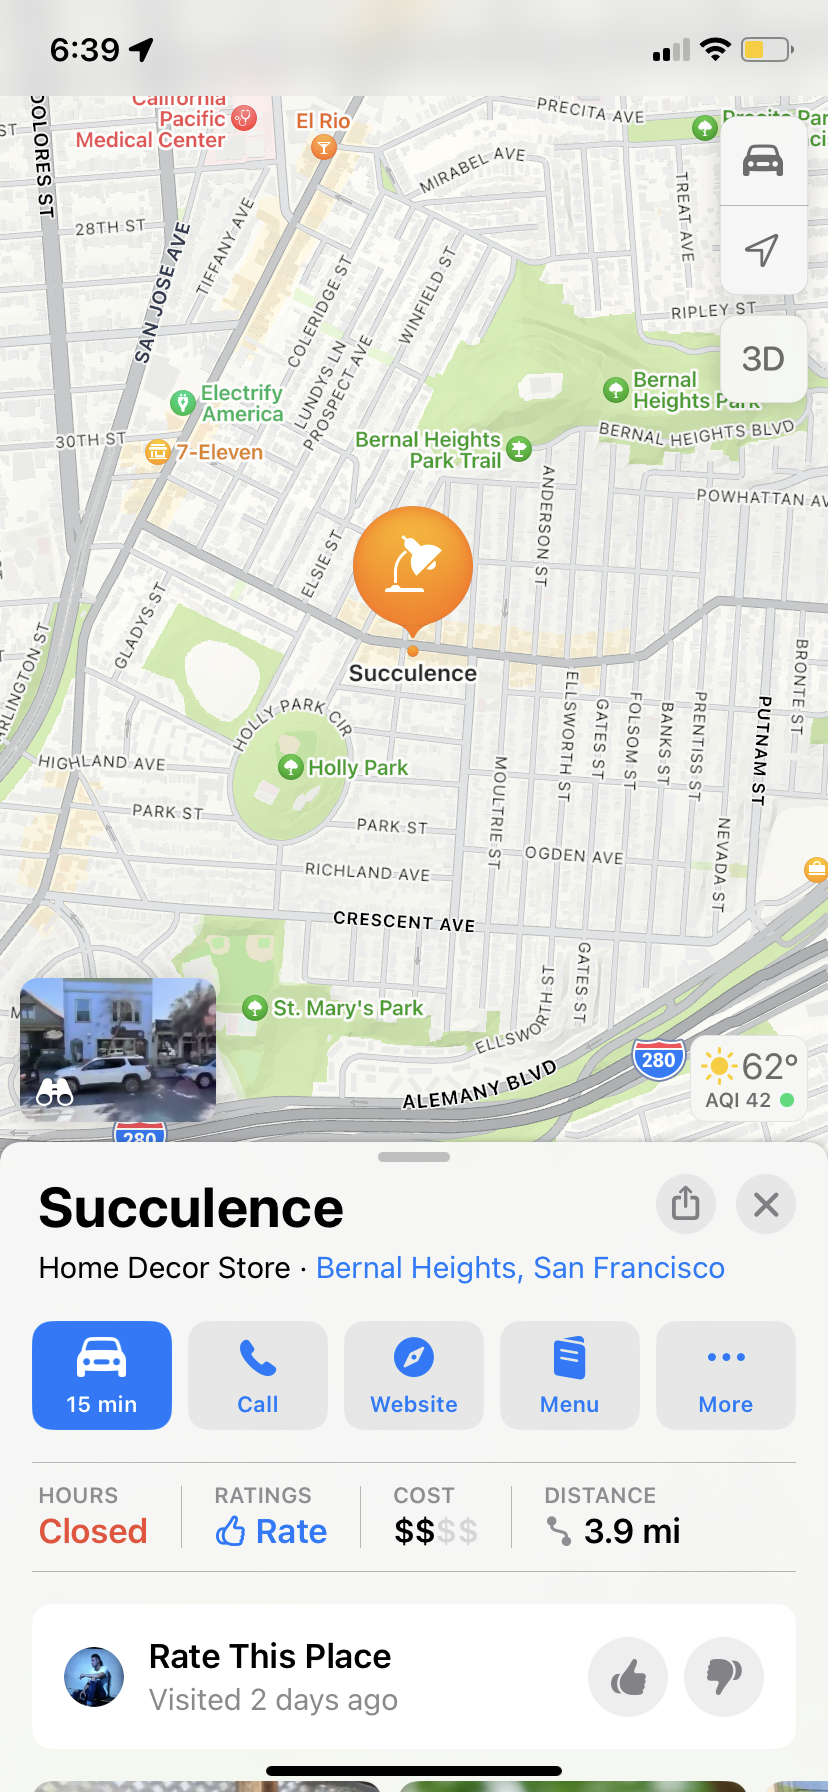 6:39
DOLORES ST
California
Pacific
Medical Center
El Rio
PRECITA AVE
Precita Par
MIRABEL AVE
TREAT AVE
28TH ST
TIFFANY AVE
SAN JOSE AVE
COLERIDGE ST
WINFIELD ST
RIPLEY ST
LUNDYS LN
PROSPECT AVE
3D
Electrify
America
Bernal
Heights Park
30TH ST
7-Eleven
Bernal Heights
Park Trail
BERNAL HEIGHTS BLVD
ANDERSON ST
POWHATTAN AV
ELSIE ST
GLADYS ST
ARLINGTON ST
Succulence
BRONTE ST
ELLSWORTH ST
GATES ST
FOLSOM ST
BANKS ST
PRENTISS ST
PUTNAM ST
HOLLY PARK CIR
HIGHLAND AVE
Holly Park
MOULTRIE ST
PARK ST
PARK ST
NEVADA ST
OGDEN AVE
RICHLAND AVE
CRESCENT AVE
GATES ST
St. Mary's Park
ELLSWORTH ST
280
62°
AQI 42
ALEMANY BLVD
280
Succulence
Home Decor Store · Bernal Heights, San Francisco
15 min
Call
Website
Menu
More
HOURS
RATINGS
COST
DISTANCE
Closed
Rate
$$$$
3.9 mi
Rate This Place
Visited 2 days ago